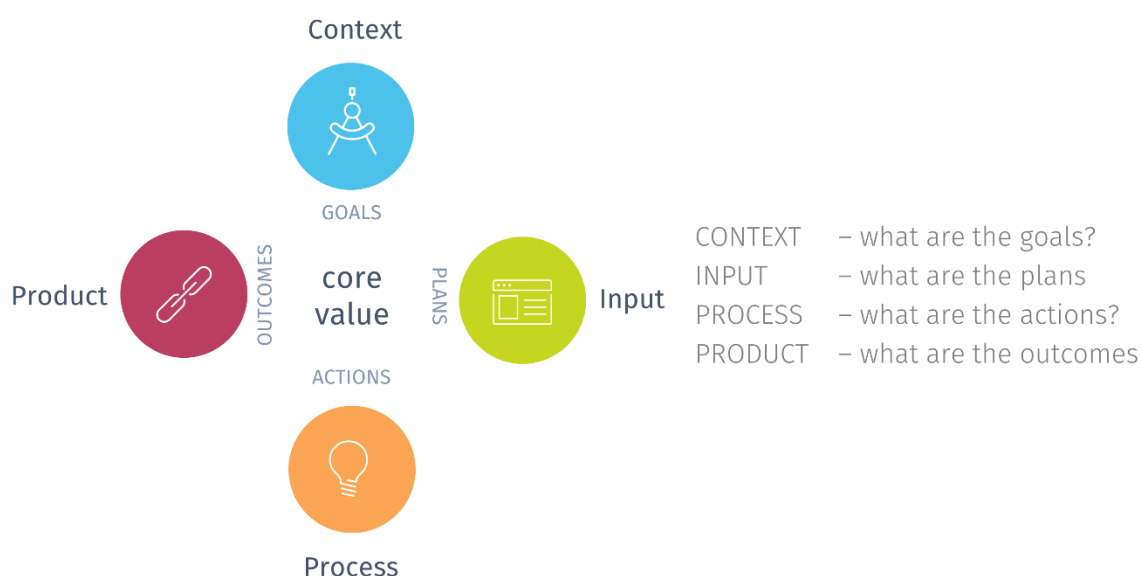 Context
GOALS
Product
OUTCOMES
core
value
PLANS
Input
ACTIONS
Process
CONTEXT – what are the goals?
INPUT – what are the plans
PROCESS – what are the actions?
PRODUCT – what are the outcomes